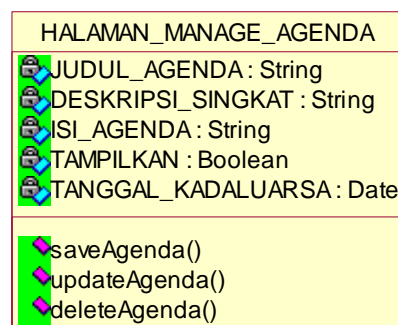 HALAMAN_MANAGE_AGENDA
JUDUL_AGENDA : String
DESKRIPSI_SINGKAT : String
ISI_AGENDA : String
TAMPILKAN : Boolean
TANGGAL_KADALUARSA : Date
saveAgenda()
updateAgenda()
deleteAgenda()